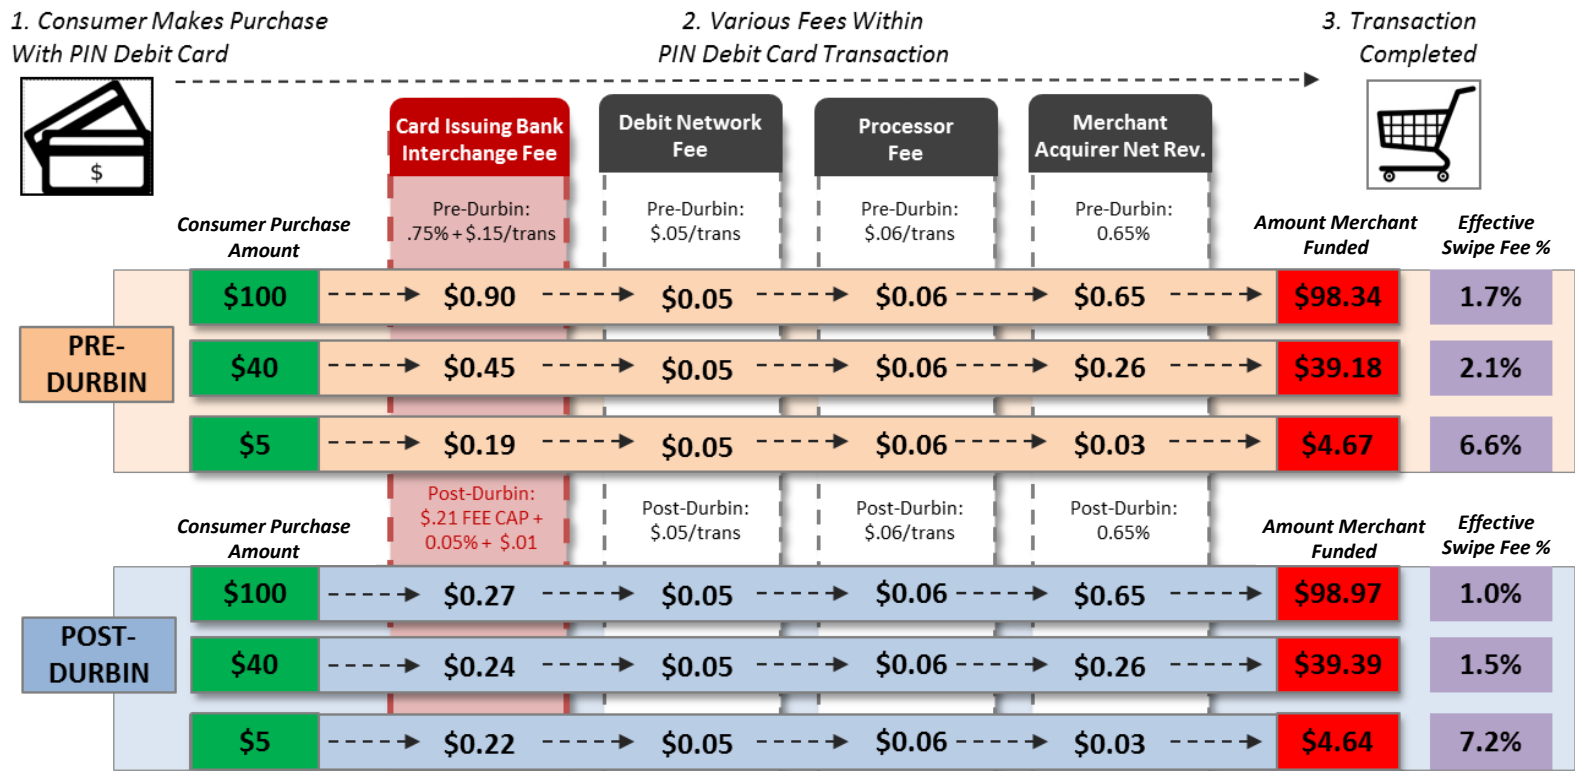 1. Consumer Makes Purchase
With PIN Debit Card
2. Various Fees Within
PIN Debit Card Transaction
3. Transaction
Completed
$
Card Issuing Bank
Interchange Fee
Debit Network
Fee
Processor
Fee
Merchant
Acquirer Net Rev.
Consumer Purchase
Amount
Pre-Durbin:
.75% + $.15/trans
Pre-Durbin:
$.05/trans
Pre-Durbin:
$.06/trans
Pre-Durbin:
0.65%
Amount Merchant
Funded
Effective
Swipe Fee %
PRE-
DURBIN
$100 $0.90 $0.05 $0.06 $0.65 $98.34 1.7%
$40 $0.45 $0.05 $0.06 $0.26 $39.18 2.1%
$5 $0.19 $0.05 $0.06 $0.03 $4.67 6.6%
Consumer Purchase
Amount
Post-Durbin:
$.21 FEE CAP +
0.05% + $.01
Post-Durbin:
$.05/trans
Post-Durbin:
$.06/trans
Post-Durbin:
0.65%
Amount Merchant
Funded
Effective
Swipe Fee %
POST-
DURBIN
$100 $0.27 $0.05 $0.06 $0.65 $98.97 1.0%
$40 $0.24 $0.05 $0.06 $0.26 $39.39 1.5%
$5 $0.22 $0.05 $0.06 $0.03 $4.64 7.2%